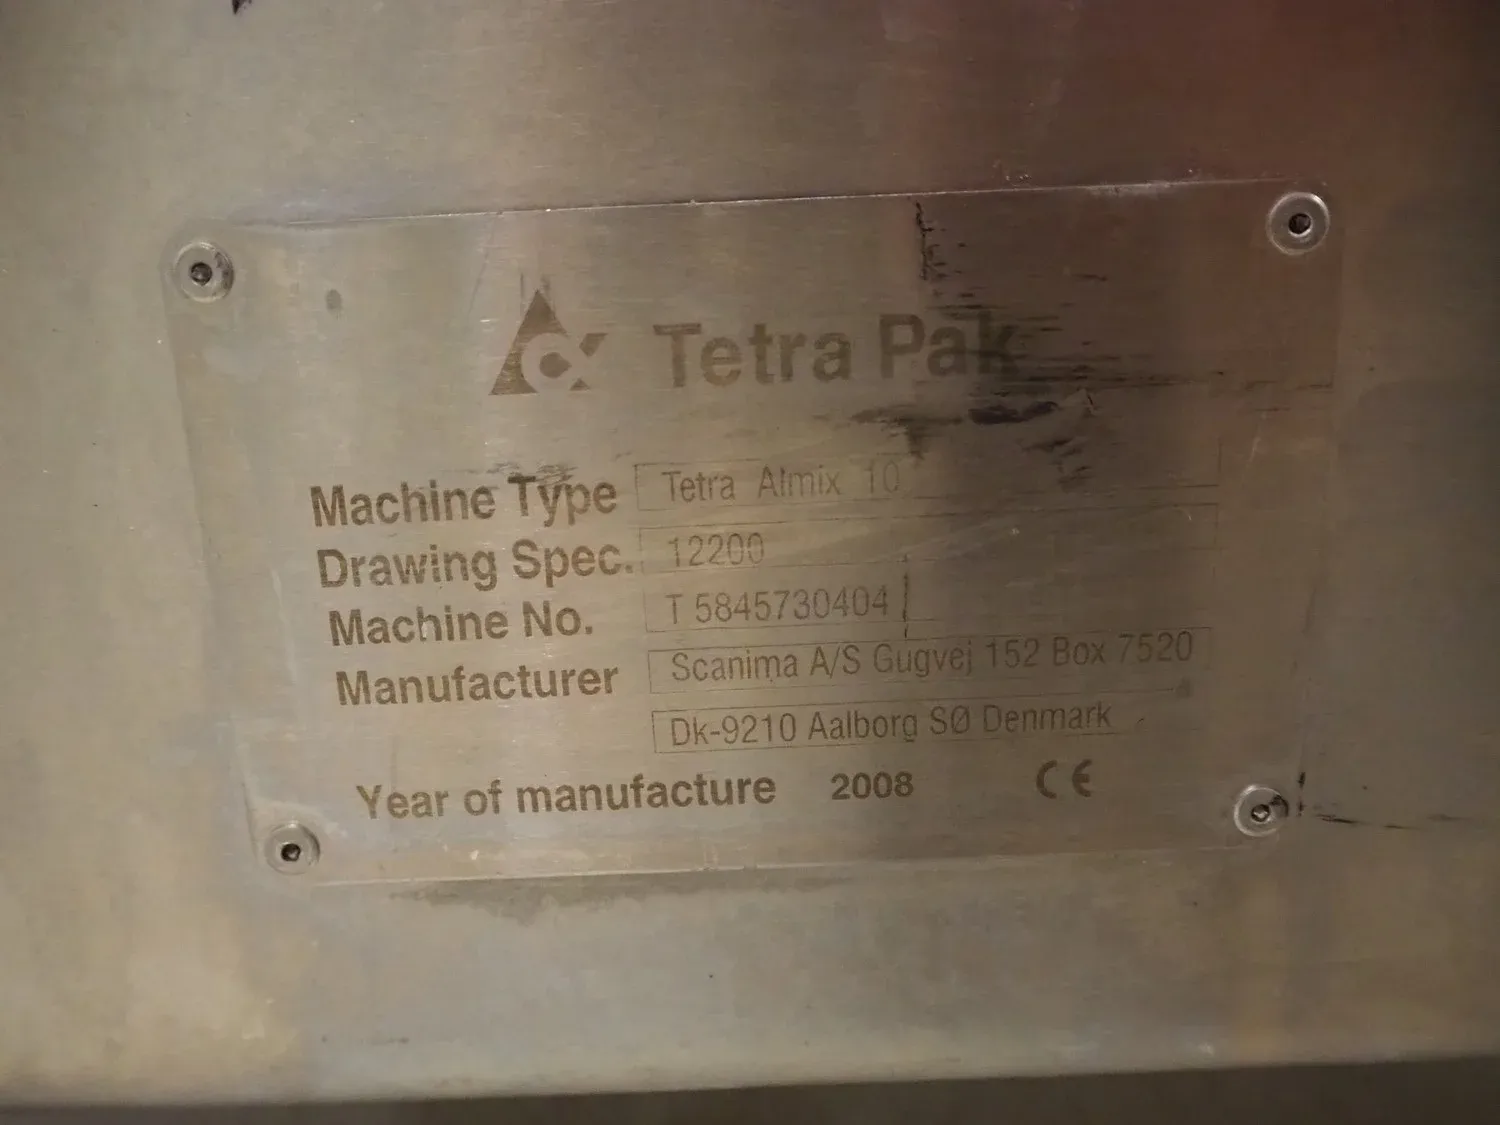 Tetra Pak
Machine Type Tetra Almix 10
Drawing Spec. 12200
Machine No. T 5845730404
Manufacturer Scanima A/S Gugvej 152 Box 7520
Dk-9210 Aalborg SØ Denmark
Year of manufacture 2008 CE